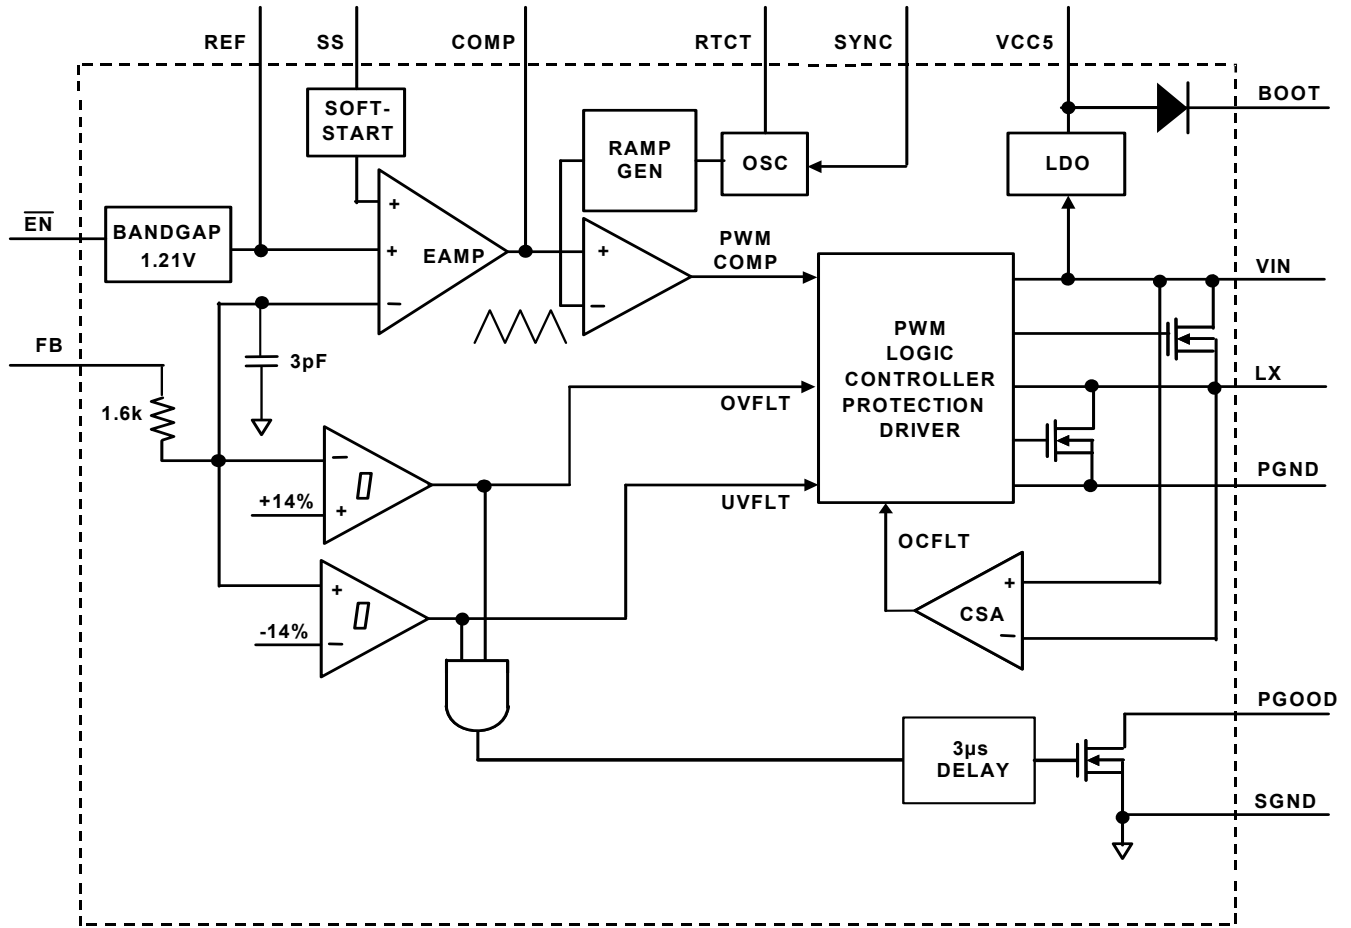 REF
SS
COMP
RTCT
SYNC
VCC5
BOOT
SOFT-
START
RAMP
GEN
OSC
LDO
EN
BANDGAP
1.21V
+
+
−
EAMP
+
−
PWM
COMP
VIN
FB
3pF
1.6k
PWM
LOGIC
CONTROLLER
PROTECTION
DRIVER
LX
OVFLT
−
+14%
+
UVFLT
PGND
OCFLT
+
-14%
−
+
CSA
−
PGOOD
3µs
DELAY
SGND